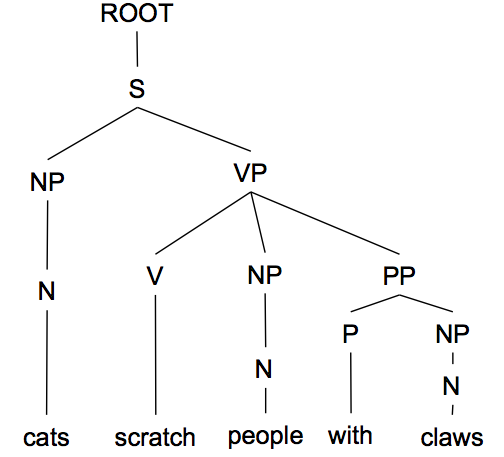 ROOT
S
NP VP
V NP PP
N
P NP
N N
cats scratch people with claws